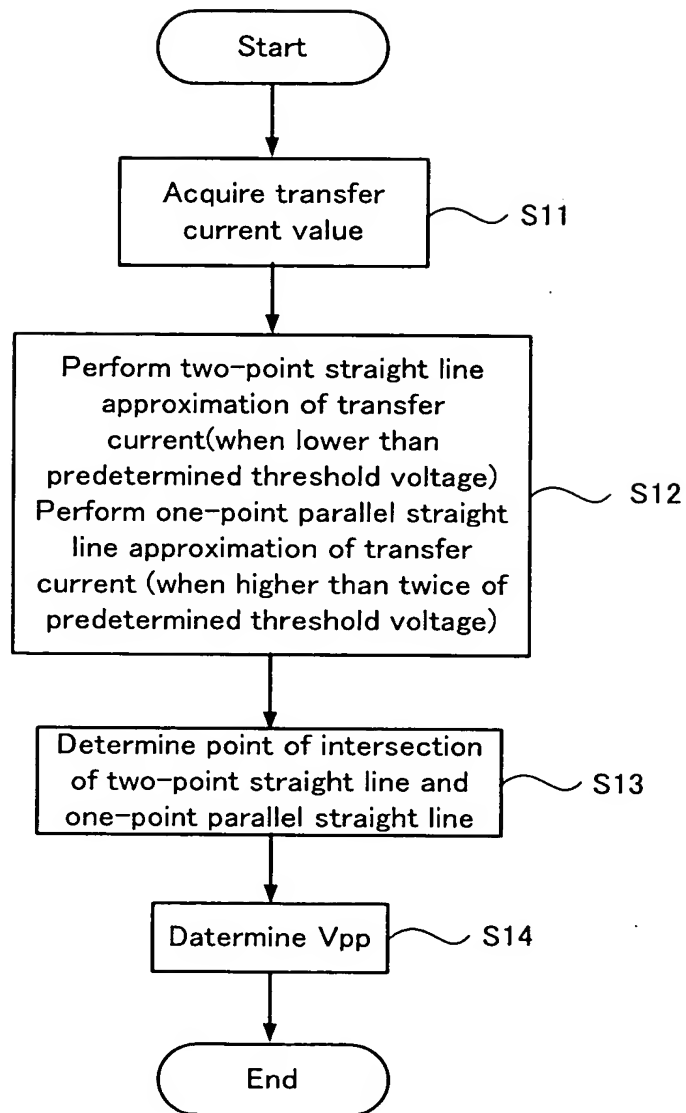 Start
Acquire transfer
current value
S11
Perform two-point straight line
approximation of transfer
current(when lower than
predetermined threshold voltage)
Perform one-point parallel straight
line approximation of transfer
current (when higher than twice of
predetermined threshold voltage)
S12
Determine point of intersection
of two-point straight line and
one-point parallel straight line
S13
Datermine Vpp
S14
End